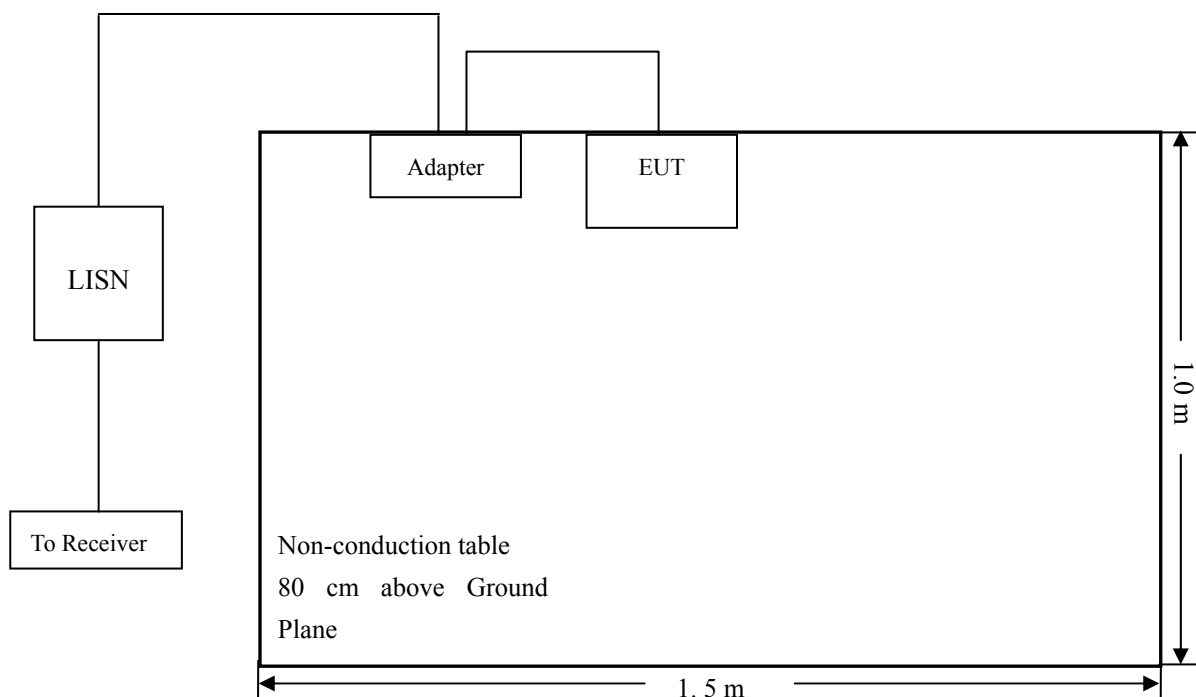 Adapter
EUT
LISN
To Receiver
Non-conduction table
80 cm above Ground
Plane
1.0 m
1. 5 m